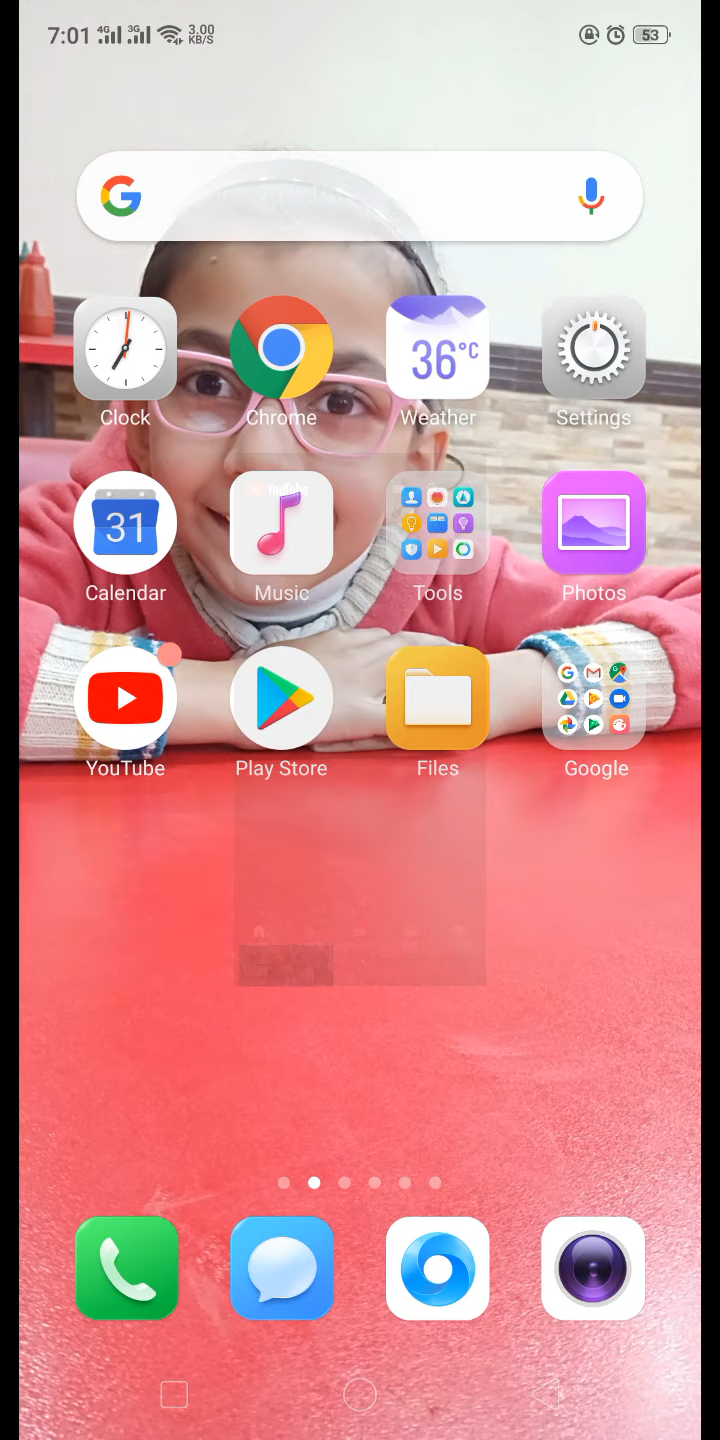 7:01 4G 3G 3.00 KB/S 53
G
36°C
Clock Chrome Weather Settings
31
YouTube
Calendar Music Tools Photos
YouTube Play Store Files Google